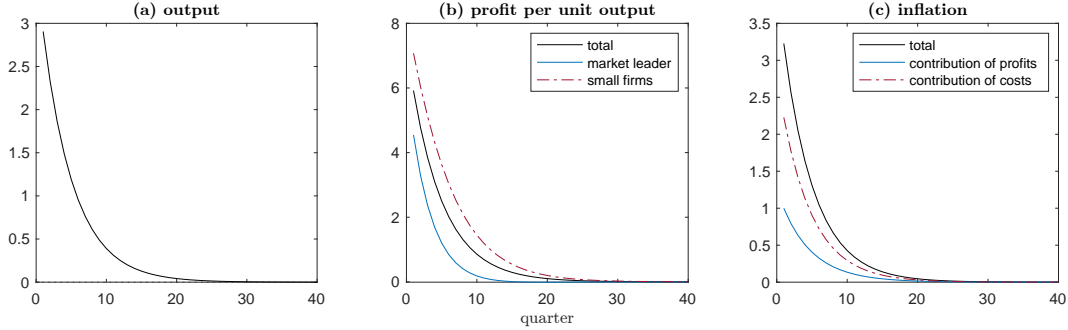 (a) output
3
2.5
2
1.5
1
0.5
0
0 10 20 30 40
(b) profit per unit output
8
6
4
2
0
0 10 20 30 40
total
market leader
small firms
quarter
(c) inflation
3.5
3
2.5
2
1.5
1
0.5
0
0 10 20 30 40
total
contribution of profits
contribution of costs